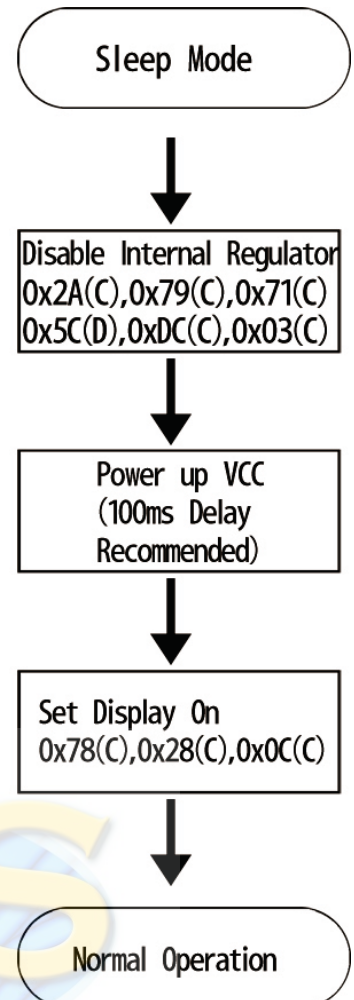 Sleep Mode
Disable Internal Regulator
0x2A(C),0x79(C),0x71(C)
0x5C(D),0xDC(C),0x03(C)
Power up VCC
(100ms Delay
Recommended)
Set Display On
0x78(C),0x28(C),0x0C(C)
Normal Operation